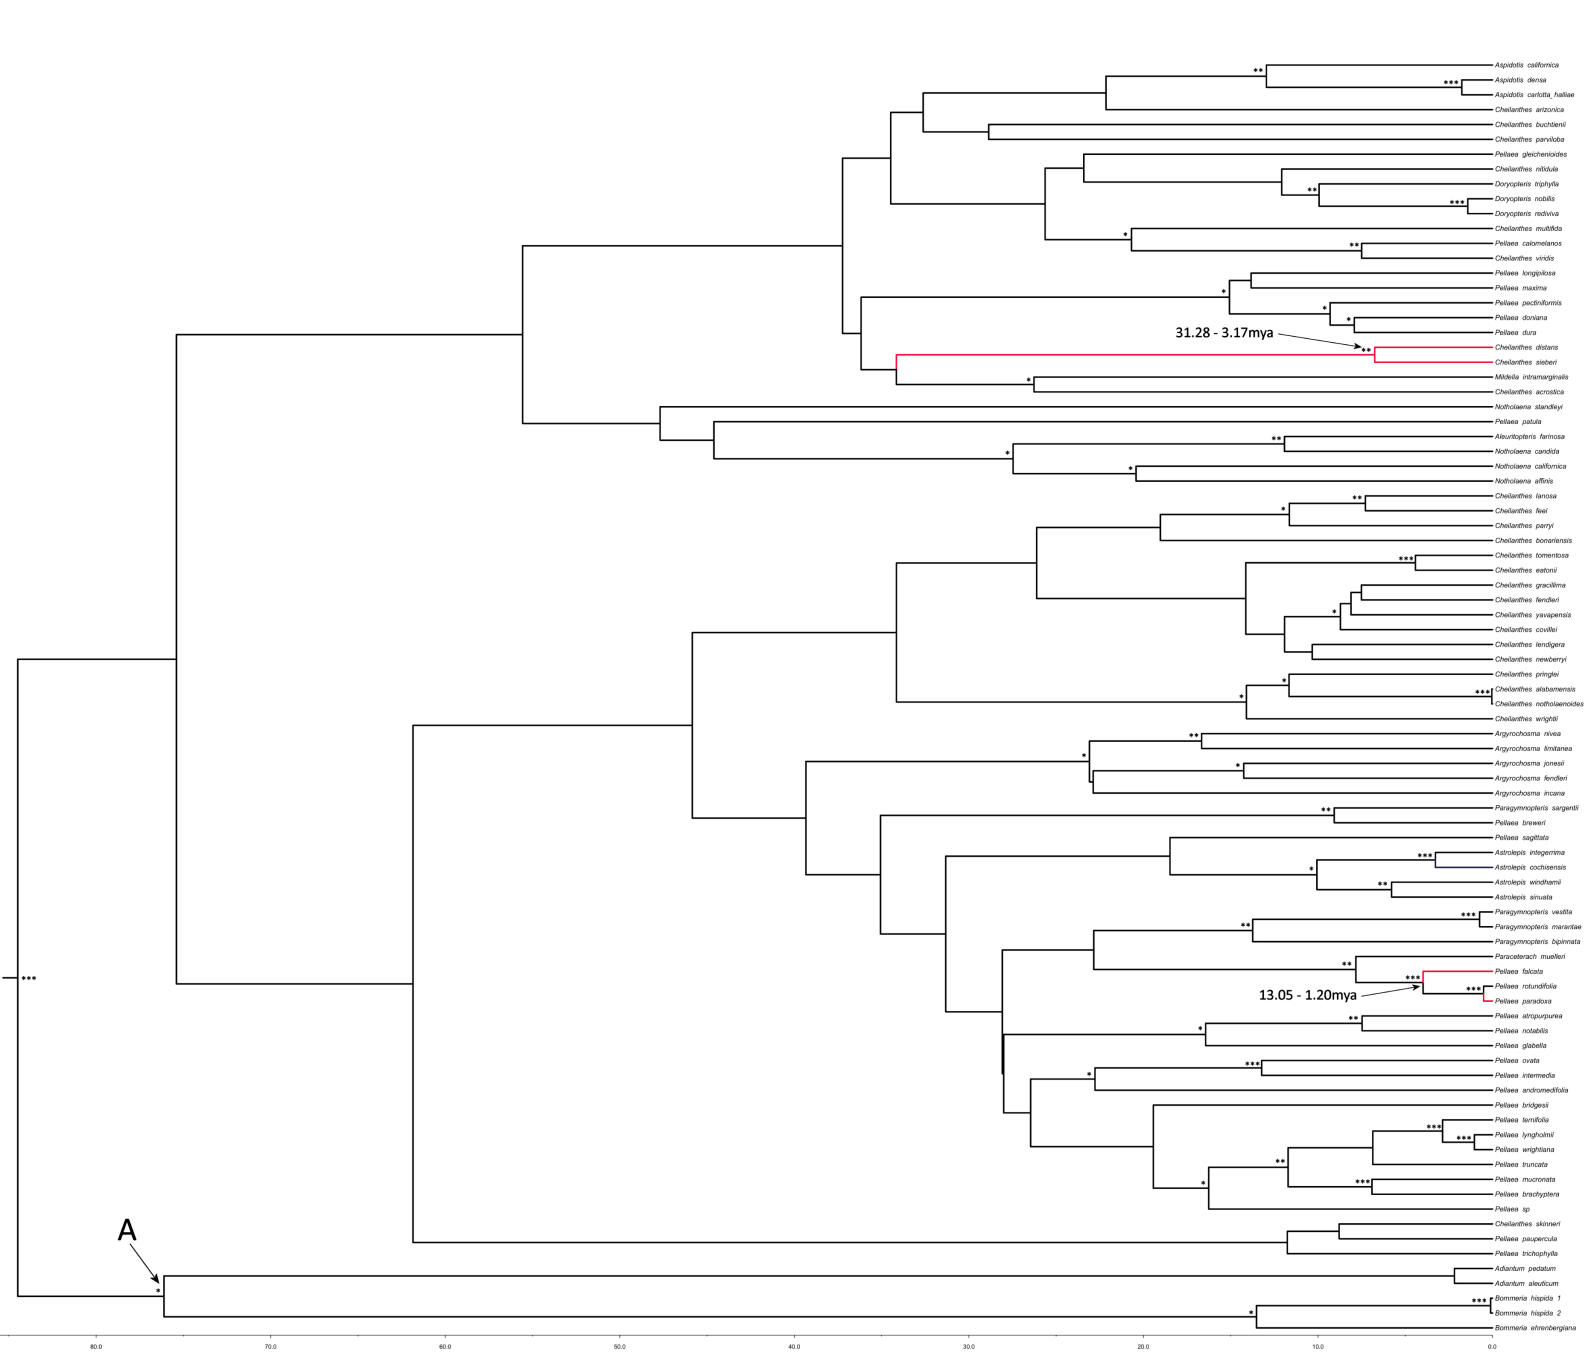 Aspidotis californica
**
Aspidotis densa
***
Aspidotis carlotta_halliae
Cheilanthes arizonica
Cheilanthes buchtienii
Cheilanthes parviloba
Pellaea gleichenioides
Cheilanthes nitidula
Doryopteris triphylla
**
Doryopteris nobilis
***
Doryopteris rediviva
Cheilanthes multifida
*
Pellaea calomelanos
**
Cheilanthes viridis
Pellaea longipilosa
Pellaea maxima
*
Pellaea pectiniformis
*
Pellaea doniana
*
Pellaea dura
31.28 - 3.17mya
Cheilanthes distans
**
Cheilanthes sieberi
Mildella intramarginalis
*
Cheilanthes acrostica
Notholaena standleyi
Pellaea patula
Aleuritopteris farinosa
**
Notholaena candida
*
Notholaena californica
*
Notholaena affinis
Cheilanthes lanosa
**
Cheilanthes feei
*
Cheilanthes parryi
Cheilanthes bonariensis
Cheilanthes tomentosa
***
Cheilanthes eatonii
Cheilanthes gracillima
Cheilanthes fendleri
*
Cheilanthes yavapensis
Cheilanthes covillei
Cheilanthes lendigera
Cheilanthes newberryi
Cheilanthes pringlei
*
Cheilanthes alabamensis
***
*
Cheilanthes notholaenoides
Cheilanthes wrightii
Argyrochosma nivea
**
Argyrochosma limitanea
*
Argyrochosma jonesii
*
Argyrochosma fendleri
Argyrochosma incana
Paragymnopteris sargentii
**
Pellaea breweri
Pellaea sagittata
Astrolepis integerrima
***
Astrolepis cochisensis
*
Astrolepis windhamii
**
Astrolepis sinuata
Paragymnopteris vestita
***
Paragymnopteris marantae
**
Paragymnopteris bipinnata
Paraceterach muelleri
**
Pellaea falcata
***
Pellaea rotundifolia
***
13.05 - 1.20mya
Pellaea paradoxa
Pellaea atropurpurea
**
Pellaea notabilis
*
Pellaea glabella
Pellaea ovata
***
Pellaea intermedia
*
Pellaea andromedifolia
Pellaea bridgesii
Pellaea ternifolia
***
Pellaea lyngholmii
***
Pellaea wrightiana
**
Pellaea truncata
Pellaea mucronata
***
*
Pellaea brachyptera
Pellaea sp
Cheilanthes skinneri
Pellaea paupercula
Pellaea trichophylla
***
A
Adiantum pedatum
*
Adiantum aleuticum
Bommeria hispida 1
***
Bommeria hispida 2
*
Bommeria ehrenbergiana
80.0 70.0 60.0 50.0 40.0 30.0 20.0 10.0 0.0